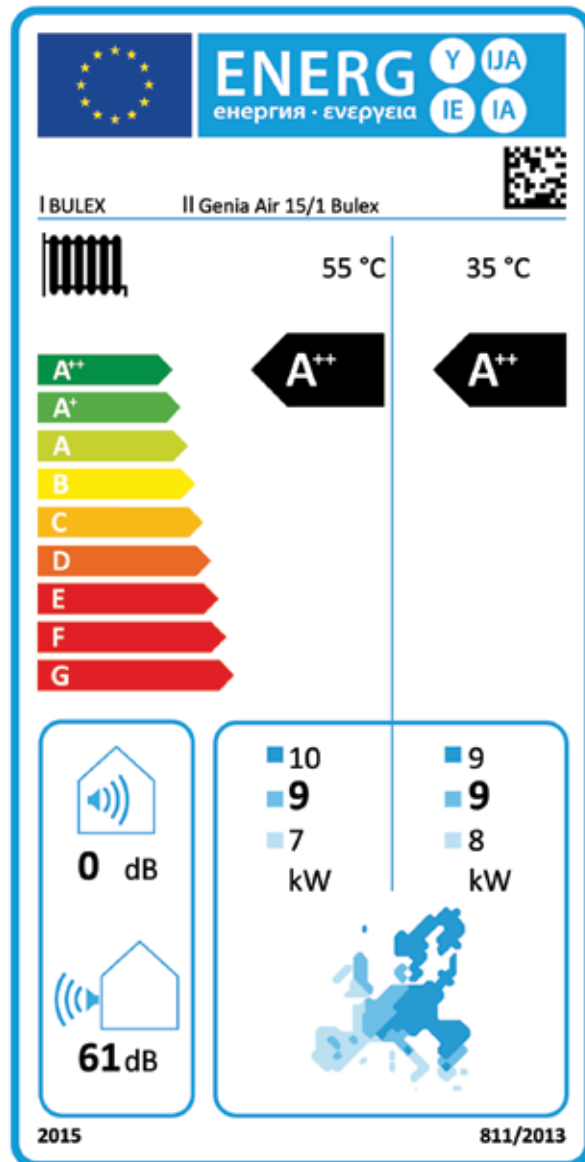 ENERG Y IJA
енергия · ενεργεια IE IA
I BULEX II Genia Air 15/1 Bulex
55 °C 35 °C
A++ A++ A++
A+
A
B
C
D
E
F
G
10 9
9 9
7 8
kW kW
0 dB
61 dB
2015 811/2013